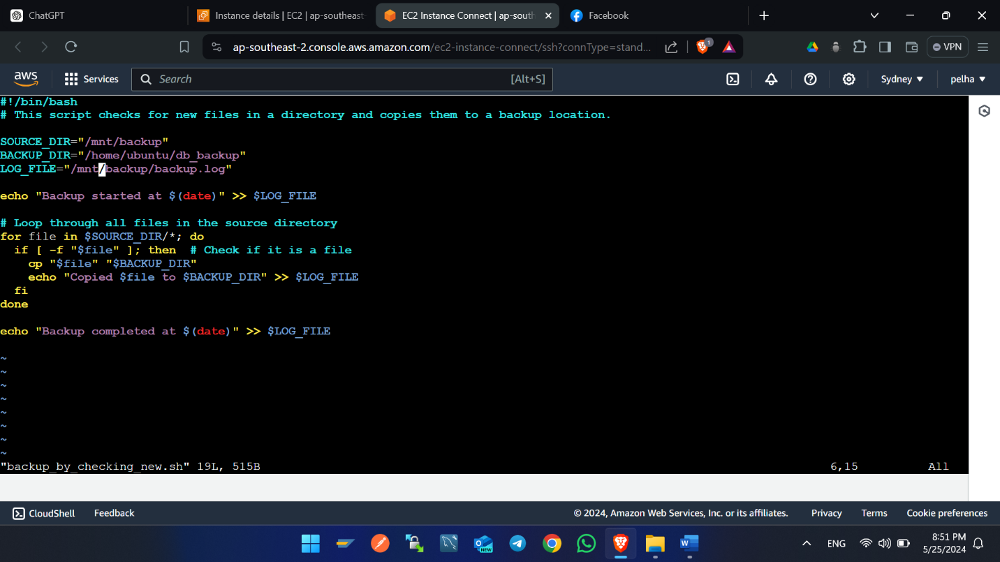 ChatGPT
Instance details | EC2 | ap-southeast-
EC2 Instance Connect | ap-south
Facebook
ap-southeast-2.console.aws.amazon.com/ec2-instance-connect/ssh?connType=stand...
1
VPN
aws
Services
Search
[Alt+S]
Sydney
pelha
#!/bin/bash
# This script checks for new files in a directory and copies them to a backup location.
SOURCE_DIR="/mnt/backup"
BACKUP_DIR="/home/ubuntu/db_backup"
LOG_FILE="/mnt/backup/backup.log"
echo "Backup started at $(date)" >> $LOG_FILE
# Loop through all files in the source directory
for file in $SOURCE_DIR/*; do
  if [ -f "$file" ]; then  # Check if it is a file
    cp "$file" "$BACKUP_DIR"
    echo "Copied $file to $BACKUP_DIR" >> $LOG_FILE
  fi
done
echo "Backup completed at $(date)" >> $LOG_FILE
~
~
~
~
~
~
~
~
"backup_by_checking_new.sh" 19L, 515B
6,15
All
CloudShell
Feedback
© 2024, Amazon Web Services, Inc. or its affiliates.
Privacy
Terms
Cookie preferences
NEW
W
ENG
8:51 PM
5/25/2024